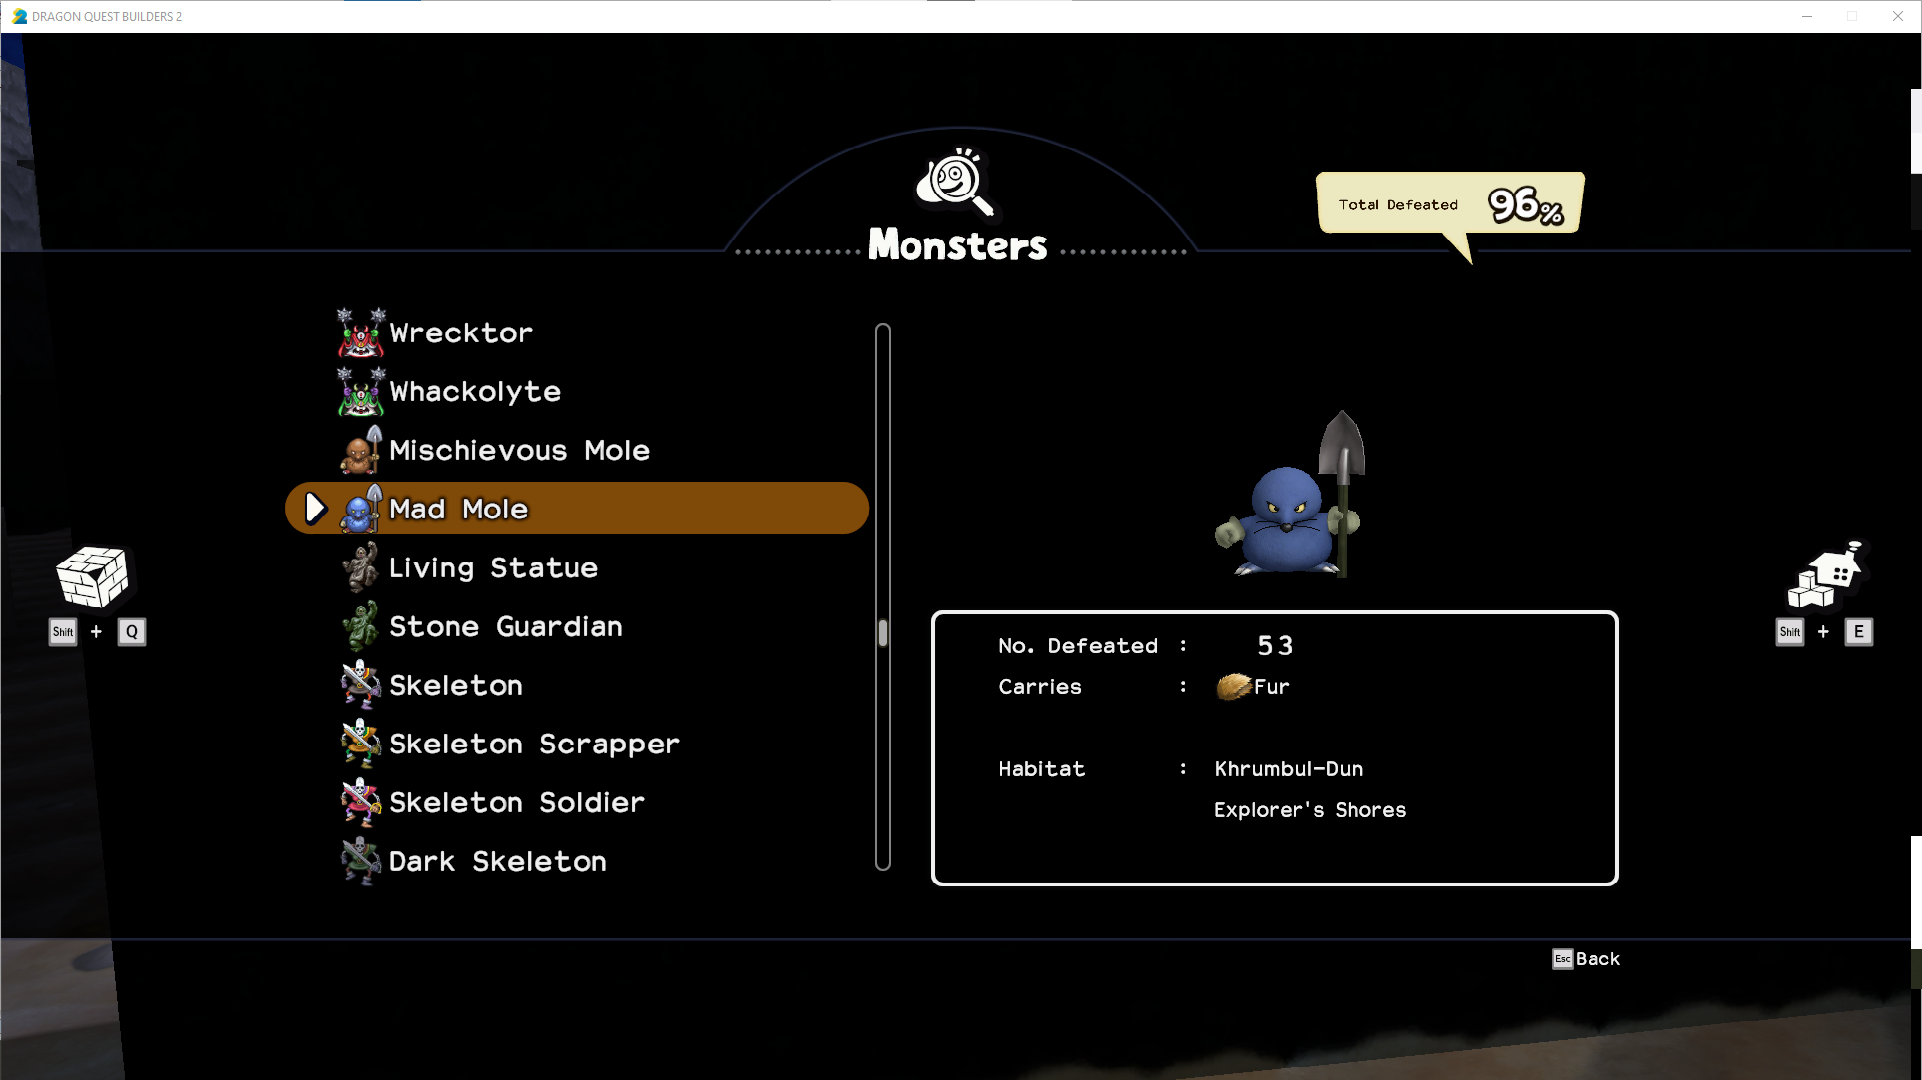 DRAGON QUEST BUILDERS 2
Total Defeated 96%
Monsters
Wrecktor
Whackolyte
Mischievous Mole
Mad Mole
Living Statue
Stone Guardian
Skeleton
Skeleton Scrapper
Skeleton Soldier
Dark Skeleton
Shift + Q
No. Defeated : 53
Carries : Fur
Habitat : Khrumbul-Dun
Explorer's Shores
Shift + E
Esc Back